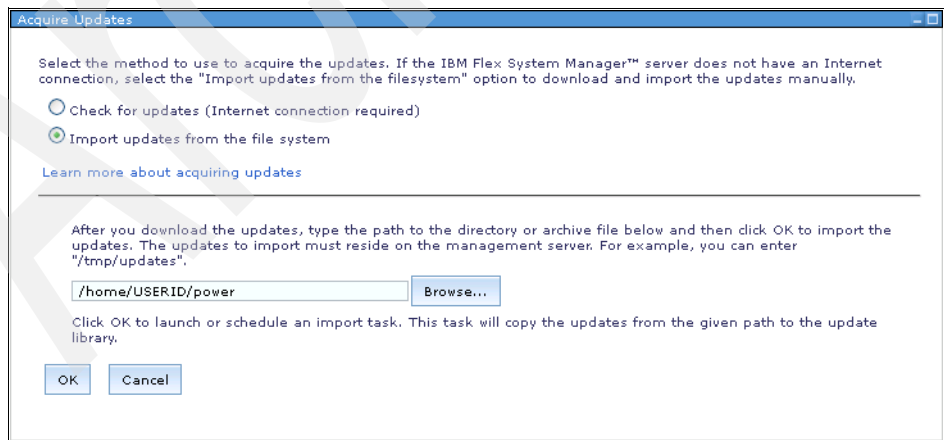 Acquire Updates
Select the method to use to acquire the updates. If the IBM Flex System Manager™ server does not have an Internet
connection, select the "Import updates from the filesystem" option to download and import the updates manually.
Check for updates (Internet connection required)
Import updates from the file system
Learn more about acquiring updates
After you download the updates, type the path to the directory or archive file below and then click OK to import the
updates. The updates to import must reside on the management server. For example, you can enter
"/tmp/updates".
/home/USERID/power Browse...
Click OK to launch or schedule an import task. This task will copy the updates from the given path to the update
library.
OK Cancel